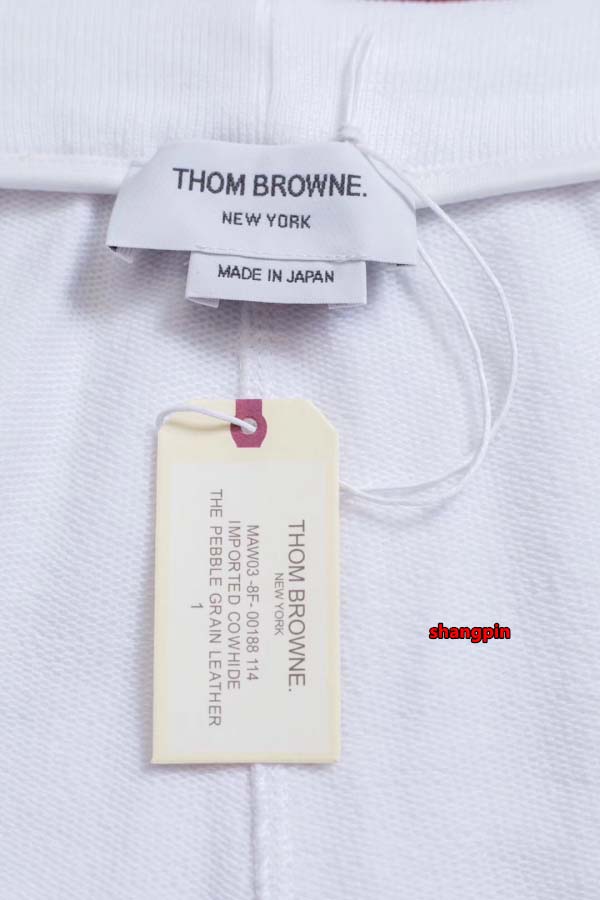 THOM BROWNE.
NEW YORK
MADE IN JAPAN
THOM BROWNE.
NEW YORK
MAW03 -8F- 00188 114
IMPORTED COWHIDE
THE PEBBLE GRAIN LEATHER
1
shangpin